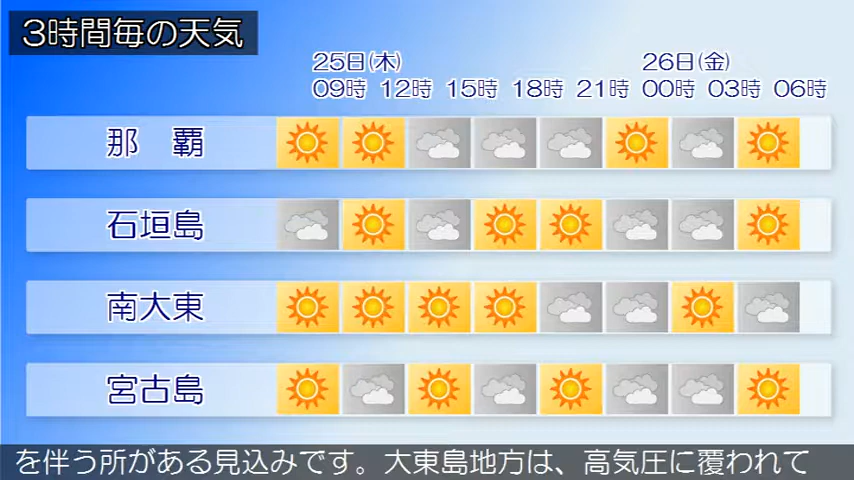 3時間毎の天気
25日(木) 26日(金)
09時 12時 15時 18時 21時 00時 03時 06時
那　覇
石垣島
南大東
宮古島
を伴う所がある見込みです。大東島地方は、高気圧に覆われて